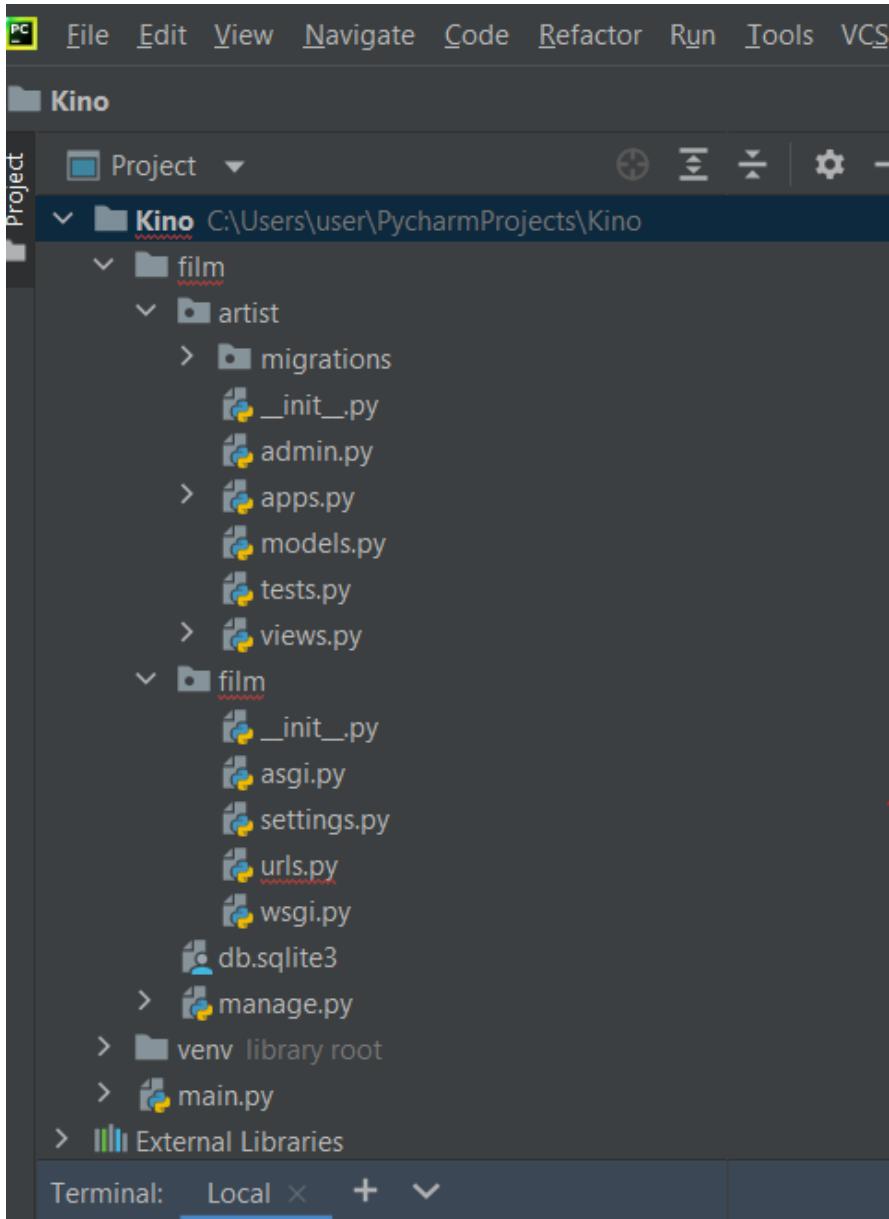 PC
File Edit View Navigate Code Refactor Run Tools VCS
Kino
Project
Project
Kino C:\Users\user\PycharmProjects\Kino
film
artist
migrations
__init__.py
admin.py
apps.py
models.py
tests.py
views.py
film
__init__.py
asgi.py
settings.py
urls.py
wsgi.py
db.sqlite3
manage.py
venv library root
main.py
External Libraries
Terminal: Local